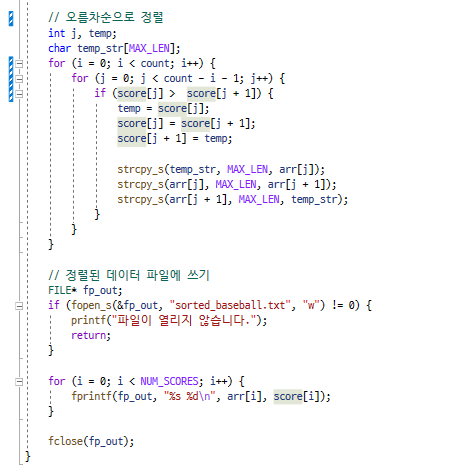 // 오름차순으로 정렬
int j, temp;
char temp_str[MAX_LEN];
for (i = 0; i < count; i++) {
for (j = 0; j < count - i - 1; j++) {
if (score[j] >  score[j + 1]) {
temp = score[j];
score[j] = score[j + 1];
score[j + 1] = temp;
strcpy_s(temp_str, MAX_LEN, arr[j]);
strcpy_s(arr[j], MAX_LEN, arr[j + 1]);
strcpy_s(arr[j + 1], MAX_LEN, temp_str);
}
}
}
// 정렬된 데이터 파일에 쓰기
FILE* fp_out;
if (fopen_s(&fp_out, "sorted_baseball.txt", "w") != 0) {
printf("파일이 열리지 않습니다.");
return;
}
for (i = 0; i < NUM_SCORES; i++) {
fprintf(fp_out, "%s %d\n", arr[i], score[i]);
}
fclose(fp_out);
}